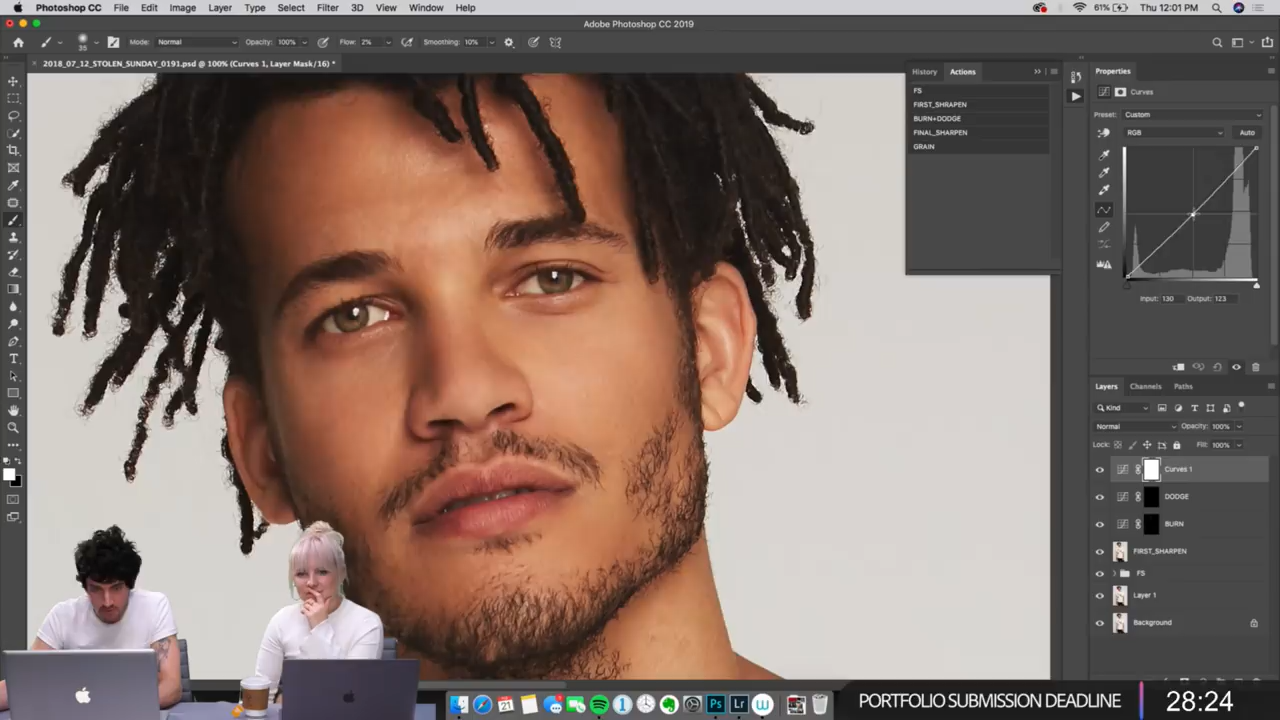 Photoshop CC File Edit Image Layer Type Select Filter 3D View Window Help
61% Thu 12:01 PM
Adobe Photoshop CC 2019
35 Mode: Normal Opacity: 100% Flow: 2% Smoothing: 10%
2018_07_12_STOLEN_SUNDAY_0191.psd @ 100% (Curves 1, Layer Mask/16) *
History Actions
FS
FIRST_SHRAPEN
BURN+DODGE
FINAL_SHARPEN
GRAIN
Properties
Curves
Preset: Custom
RGB Auto
Input: 130 Output: 123
Layers Channels Paths
Kind
Normal Opacity: 100%
Lock: Fill: 100%
Curves 1
DODGE
BURN
FIRST_SHARPEN
FS
Layer 1
Background
PORTFOLIO SUBMISSION DEADLINE 28:24